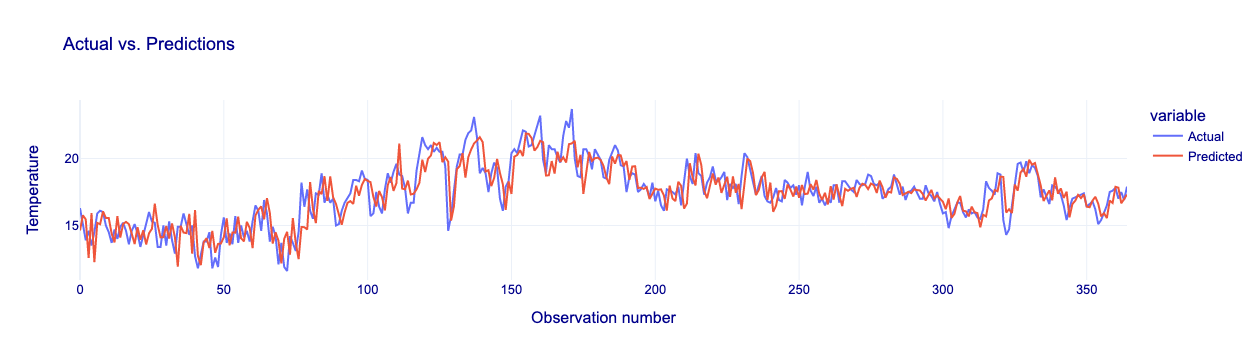 Actual vs. Predictions
variable
Actual
Predicted
Temperature
20
15
0 50 100 150 200 250 300 350
Observation number